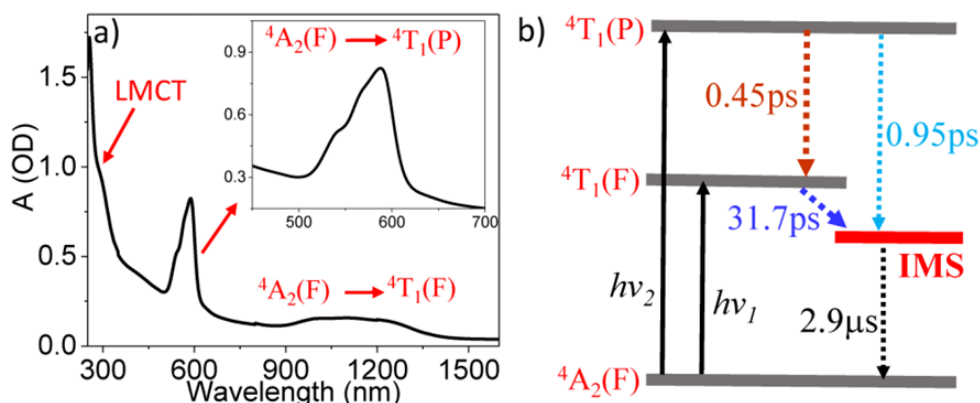 a)
A (OD)
Wavelength (nm)
0.0
0.5
1.0
1.5
300
600
900
1200
1500
LMCT
⁴A₂(F) → ⁴T₁(F)
⁴A₂(F) → ⁴T₁(P)
0.3
0.6
0.9
500
600
700
b)
⁴T₁(P)
0.45ps
0.95ps
⁴T₁(F)
31.7ps
IMS
hν₂
hν₁
2.9μs
⁴A₂(F)